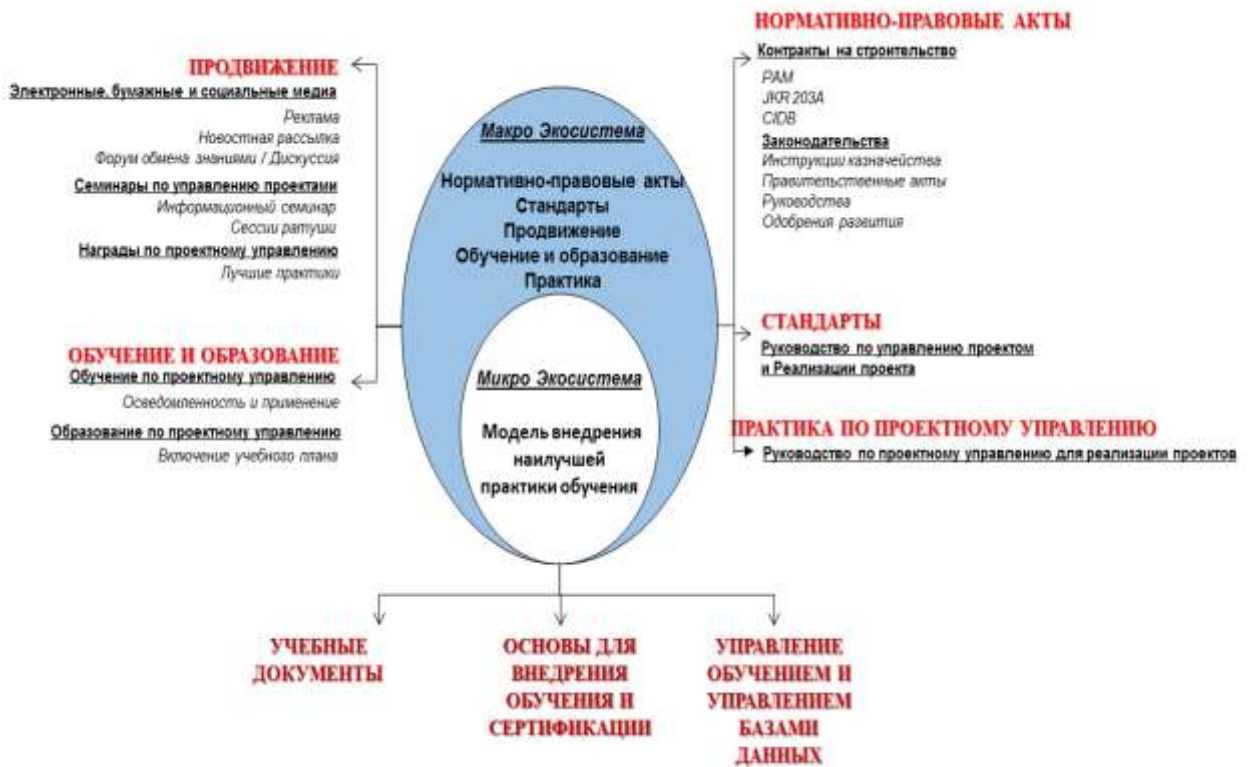 ПРОДВИЖЕНИЕ
Электронные, бумажные и социальные медиа
Реклама
Новостная рассылка
Форум обмена знаниями / Дискуссия
Семинары по управлению проектами
Информационный семинар
Сессии ратуши
Награды по проектному управлению
Лучшие практики
ОБУЧЕНИЕ И ОБРАЗОВАНИЕ
Обучение по проектному управлению
Осведомленность и применение
Образование по проектному управлению
Включение учебного плана
Макро Экосистема
Нормативно-правовые акты
Стандарты
Продвижение
Обучение и образование
Практика
Микро Экосистема
Модель внедрения
наилучшей
практики обучения
НОРМАТИВНО-ПРАВОВЫЕ АКТЫ
Контракты на строительство
PAM
JKR 203A
CIDB
Законодательства
Инструкции казначейства
Правительственные акты
Руководства
Одобрения развития
СТАНДАРТЫ
Руководство по управлению проектом
и Реализации проекта
ПРАКТИКА ПО ПРОЕКТНОМУ УПРАВЛЕНИЮ
Руководство по проектному управлению для реализации проектов
УЧЕБНЫЕ
ДОКУМЕНТЫ
ОСНОВЫ ДЛЯ
ВНЕДРЕНИЯ
ОБУЧЕНИЯ И
СЕРТИФИКАЦИИ
УПРАВЛЕНИЕ
ОБУЧЕНИЕМ И
УПРАВЛЕНИЕМ
БАЗАМИ
ДАННЫХ